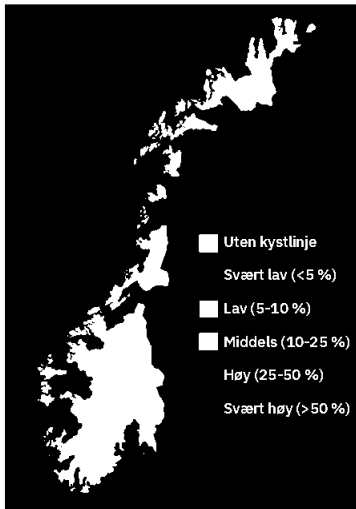 Uten kystlinje
Svært lav (<5 %)
Lav (5-10 %)
Middels (10-25 %)
Høy (25-50 %)
Svært høy (>50 %)